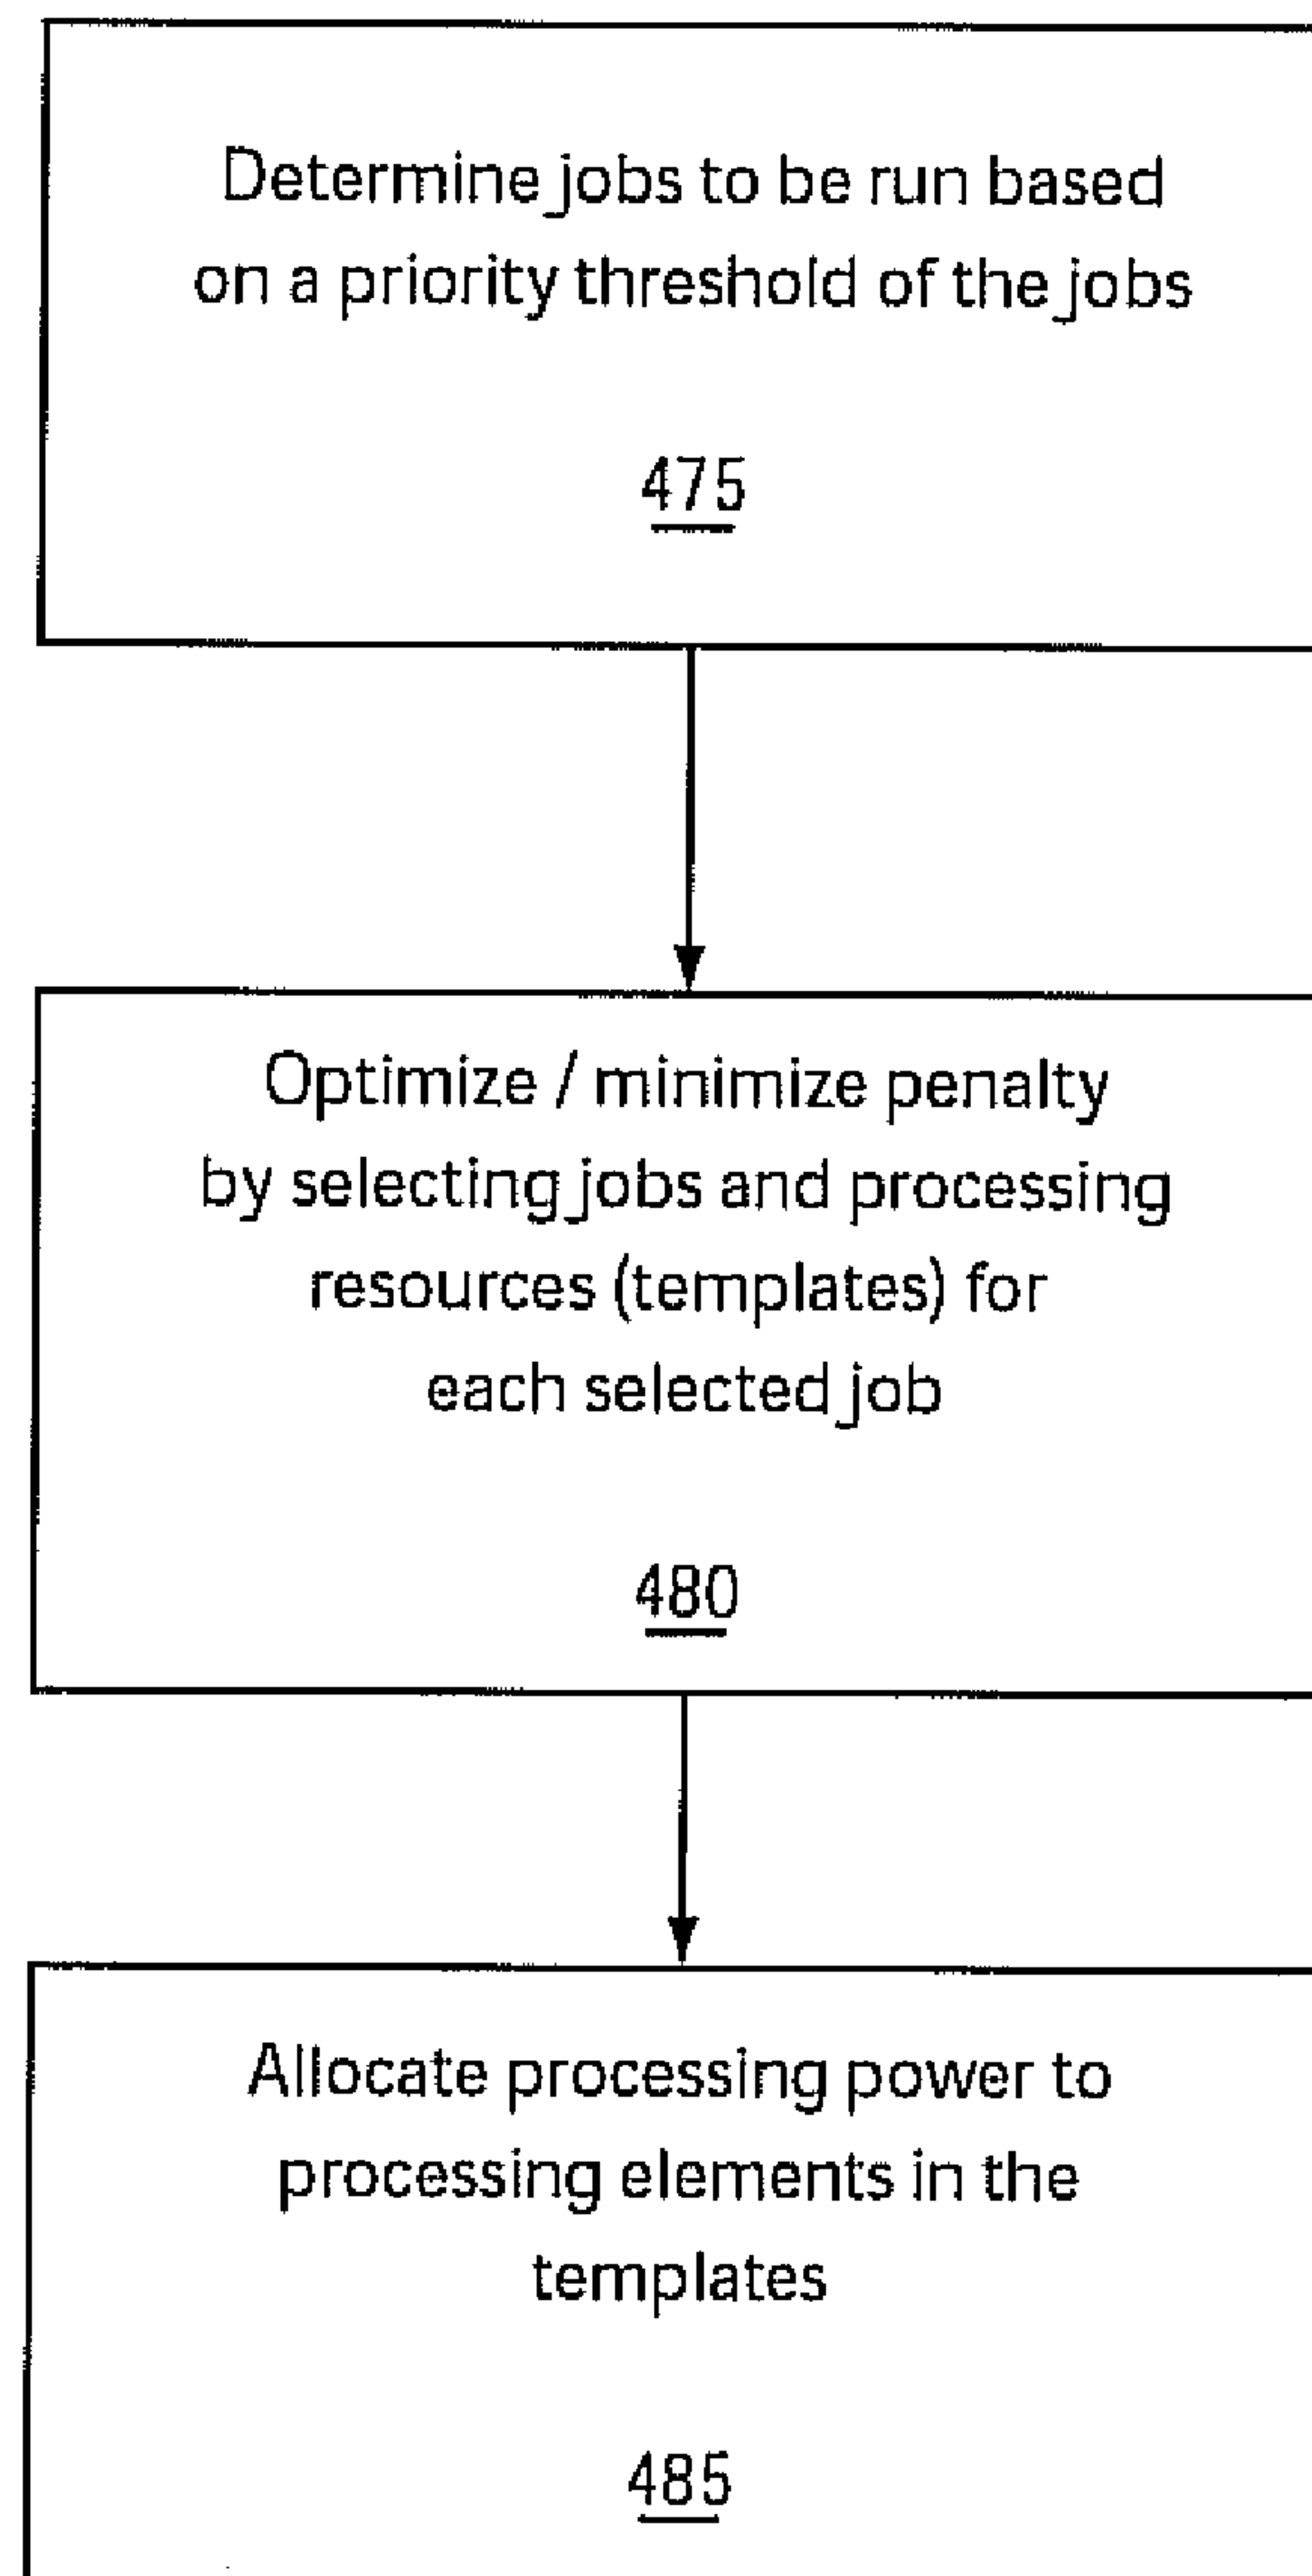 Determine jobs to be run based
on a priority threshold of the jobs
475
Optimize / minimize penalty
by selecting jobs and processing
resources (templates) for
each selected job
480
Allocate processing power to
processing elements in the
templates
485